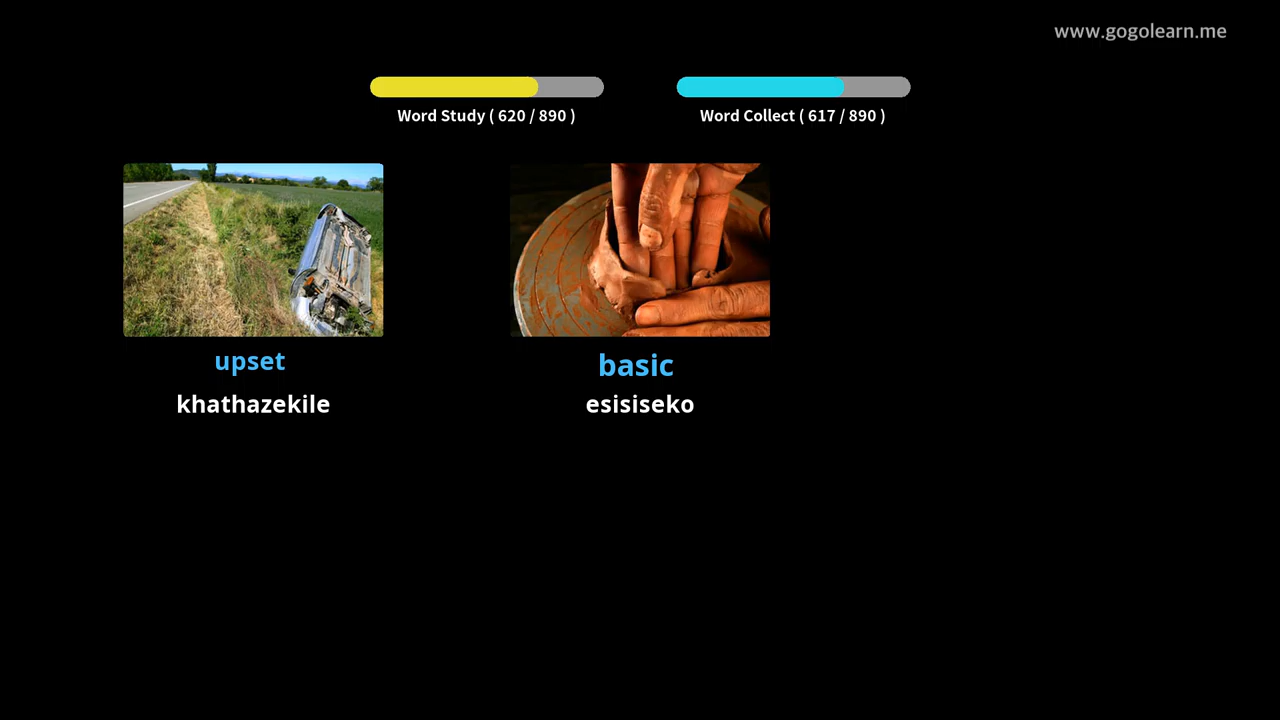 www.gogolearn.me
Word Study ( 620 / 890 )
Word Collect ( 617 / 890 )
upset
khathazekile
basic
esisiseko